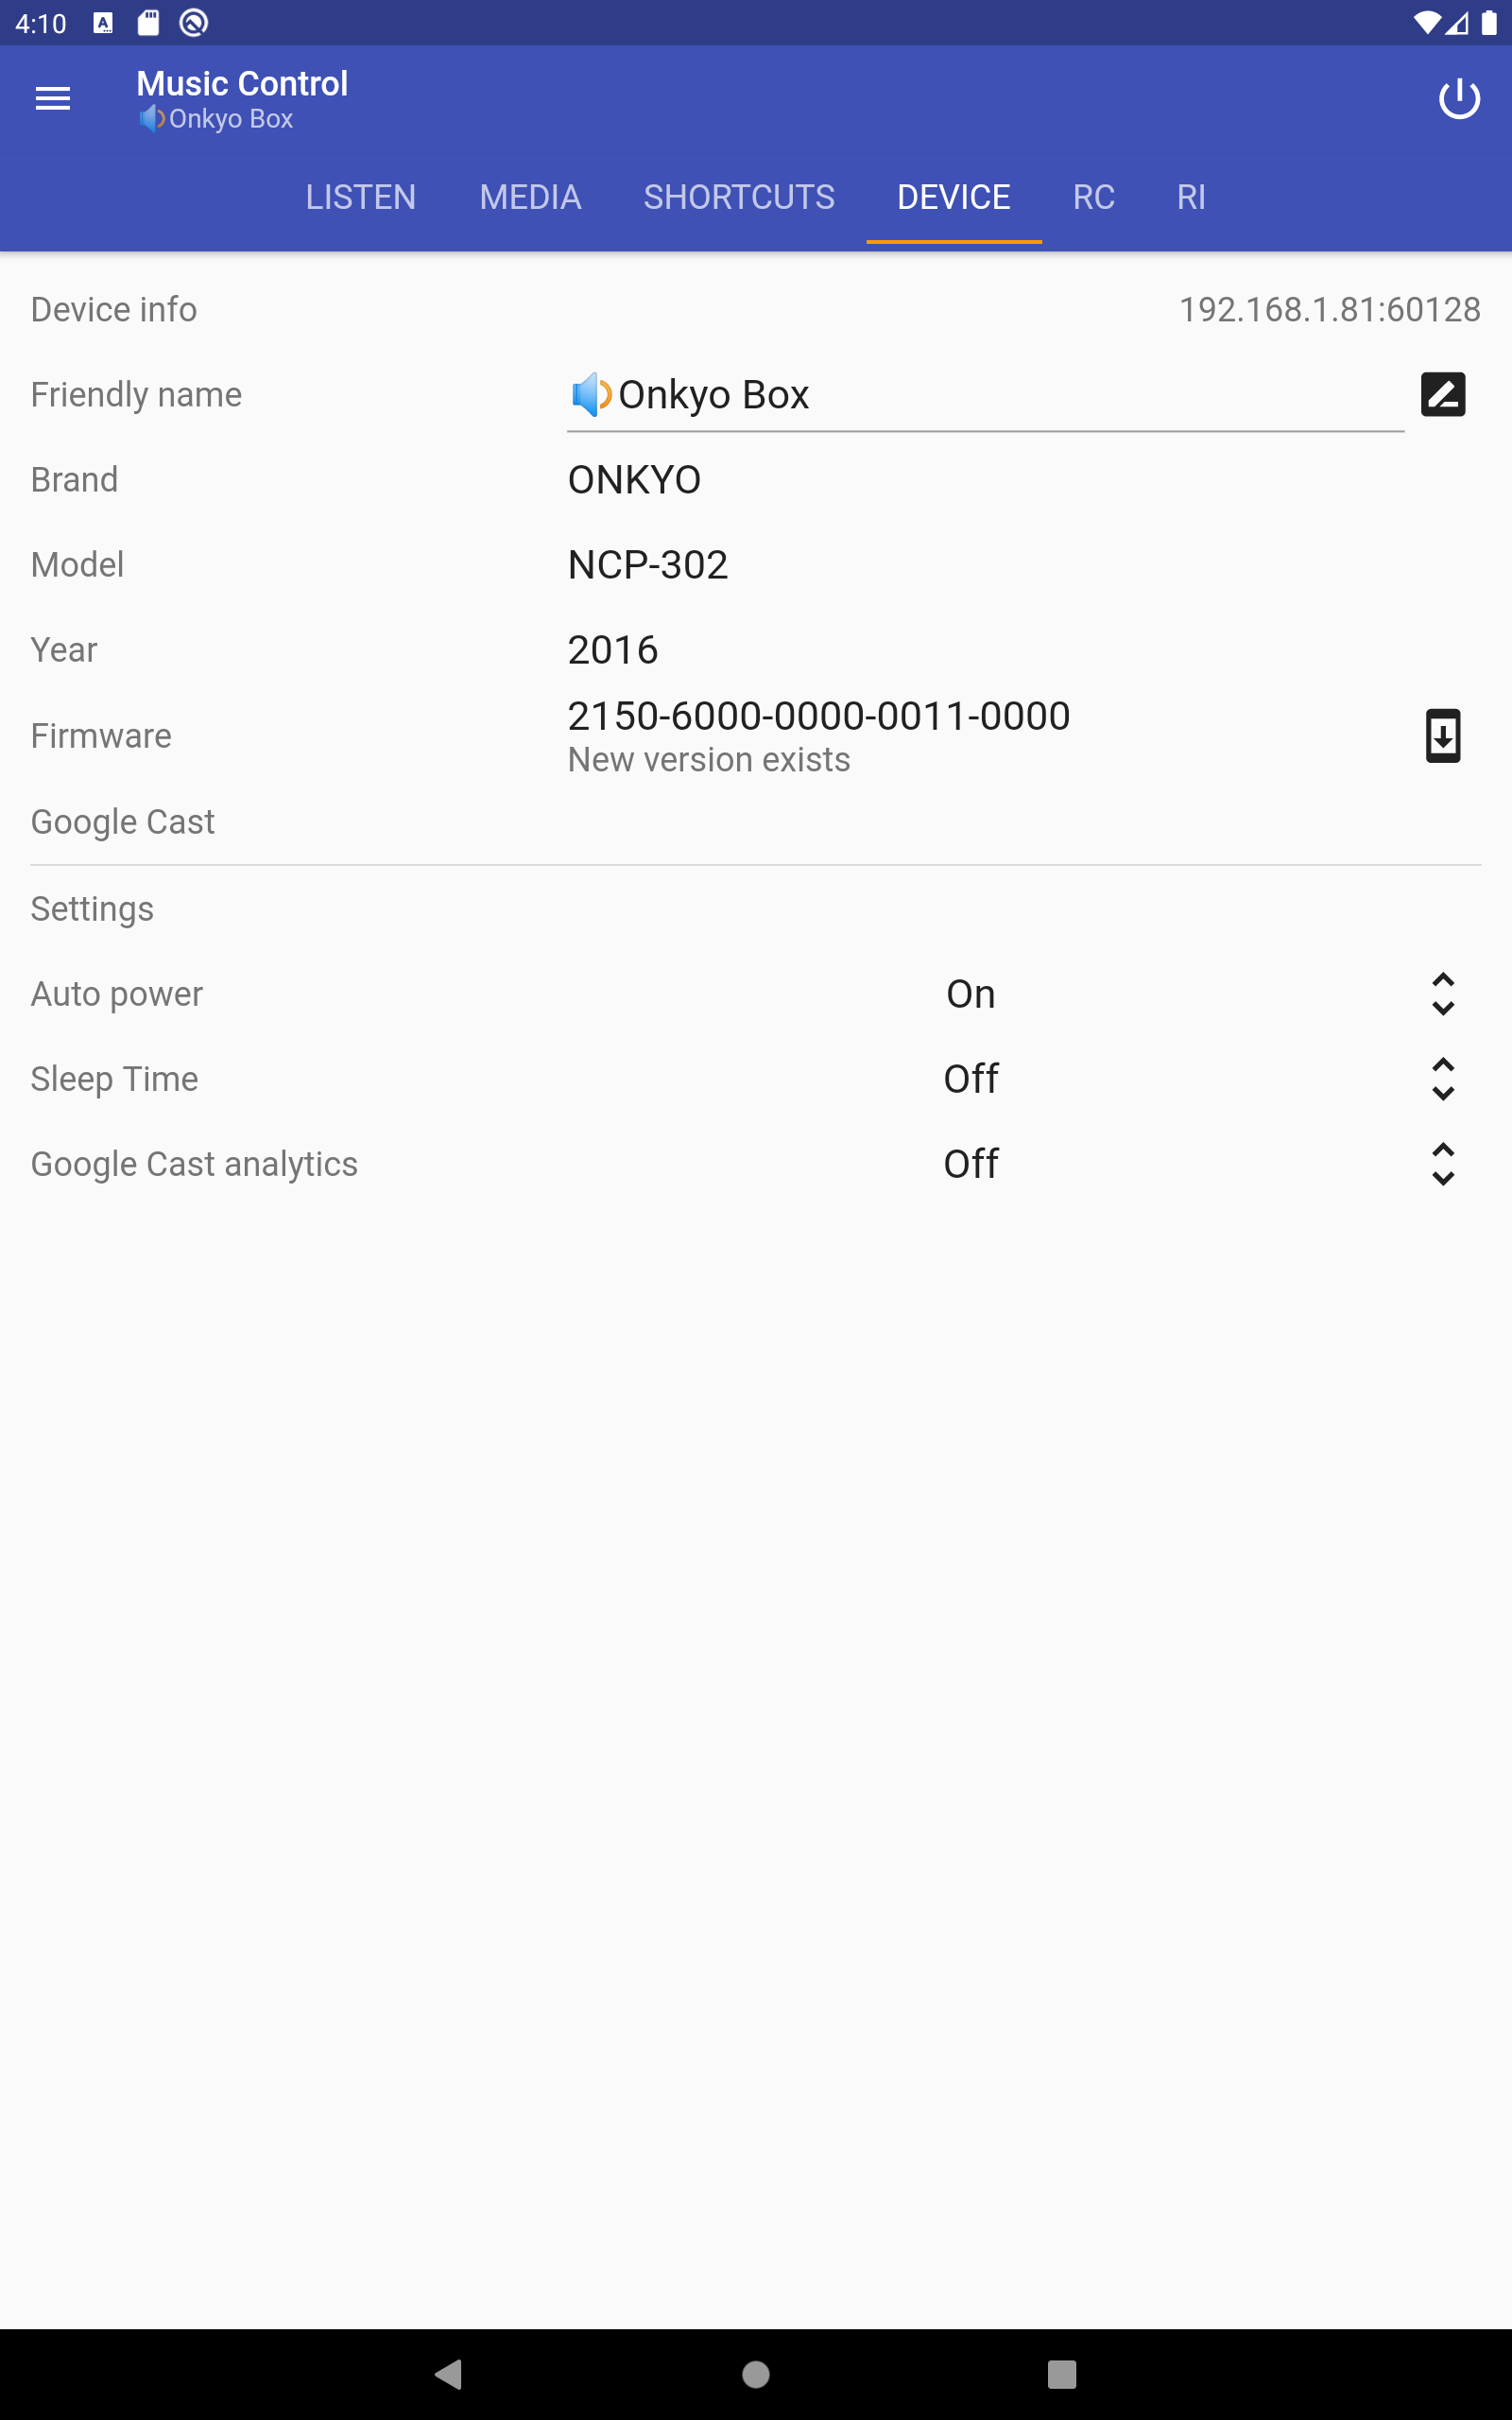 4:10
Music Control
🔊Onkyo Box
LISTEN MEDIA SHORTCUTS DEVICE RC RI
Device info 192.168.1.81:60128
Friendly name 🔊Onkyo Box
Brand ONKYO
Model NCP-302
Year 2016
Firmware 2150-6000-0000-0011-0000
New version exists
Google Cast
Settings
Auto power On
Sleep Time Off
Google Cast analytics Off